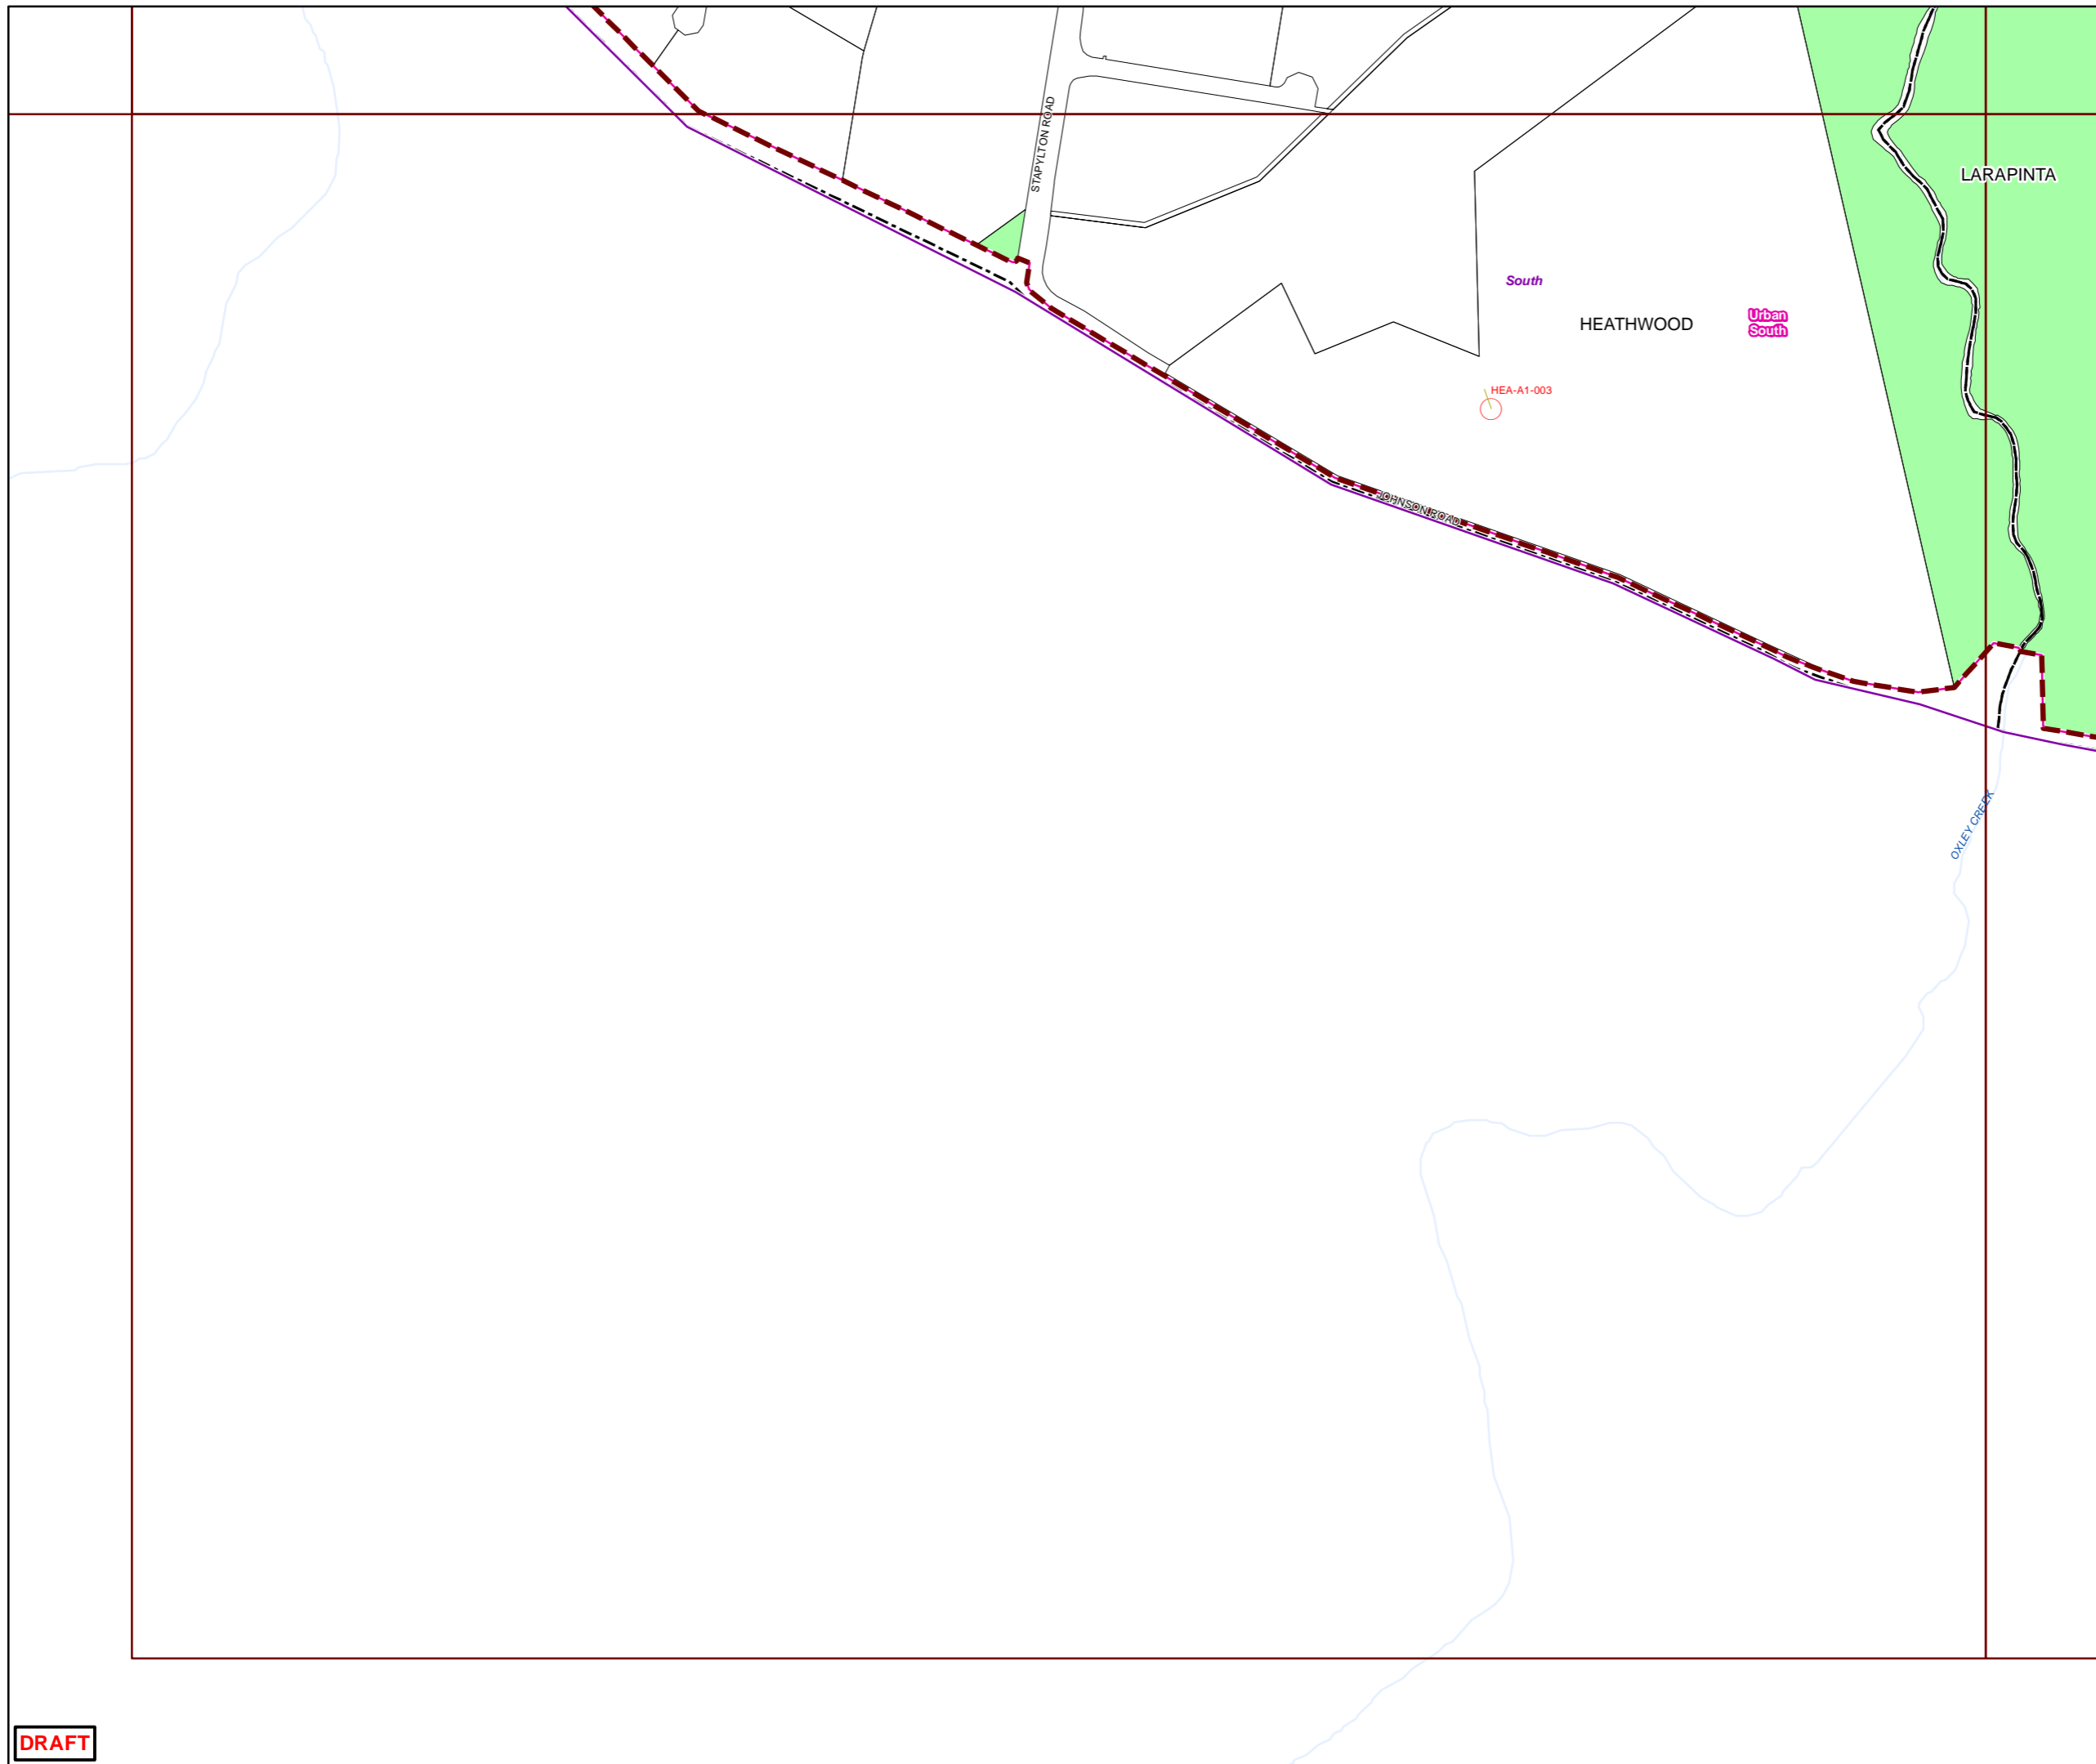 STAPYLTON ROAD
LARAPINTA
South
HEATHWOOD
Urban
South
HEA-A1-003
JOHNSON ROAD
OXLEY CREEK
DRAFT